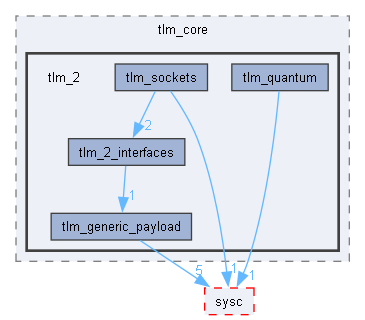 tlm_core
tlm_2
tlm_sockets
tlm_quantum
2
tlm_2_interfaces
1
tlm_generic_payload
5
1
1
sysc